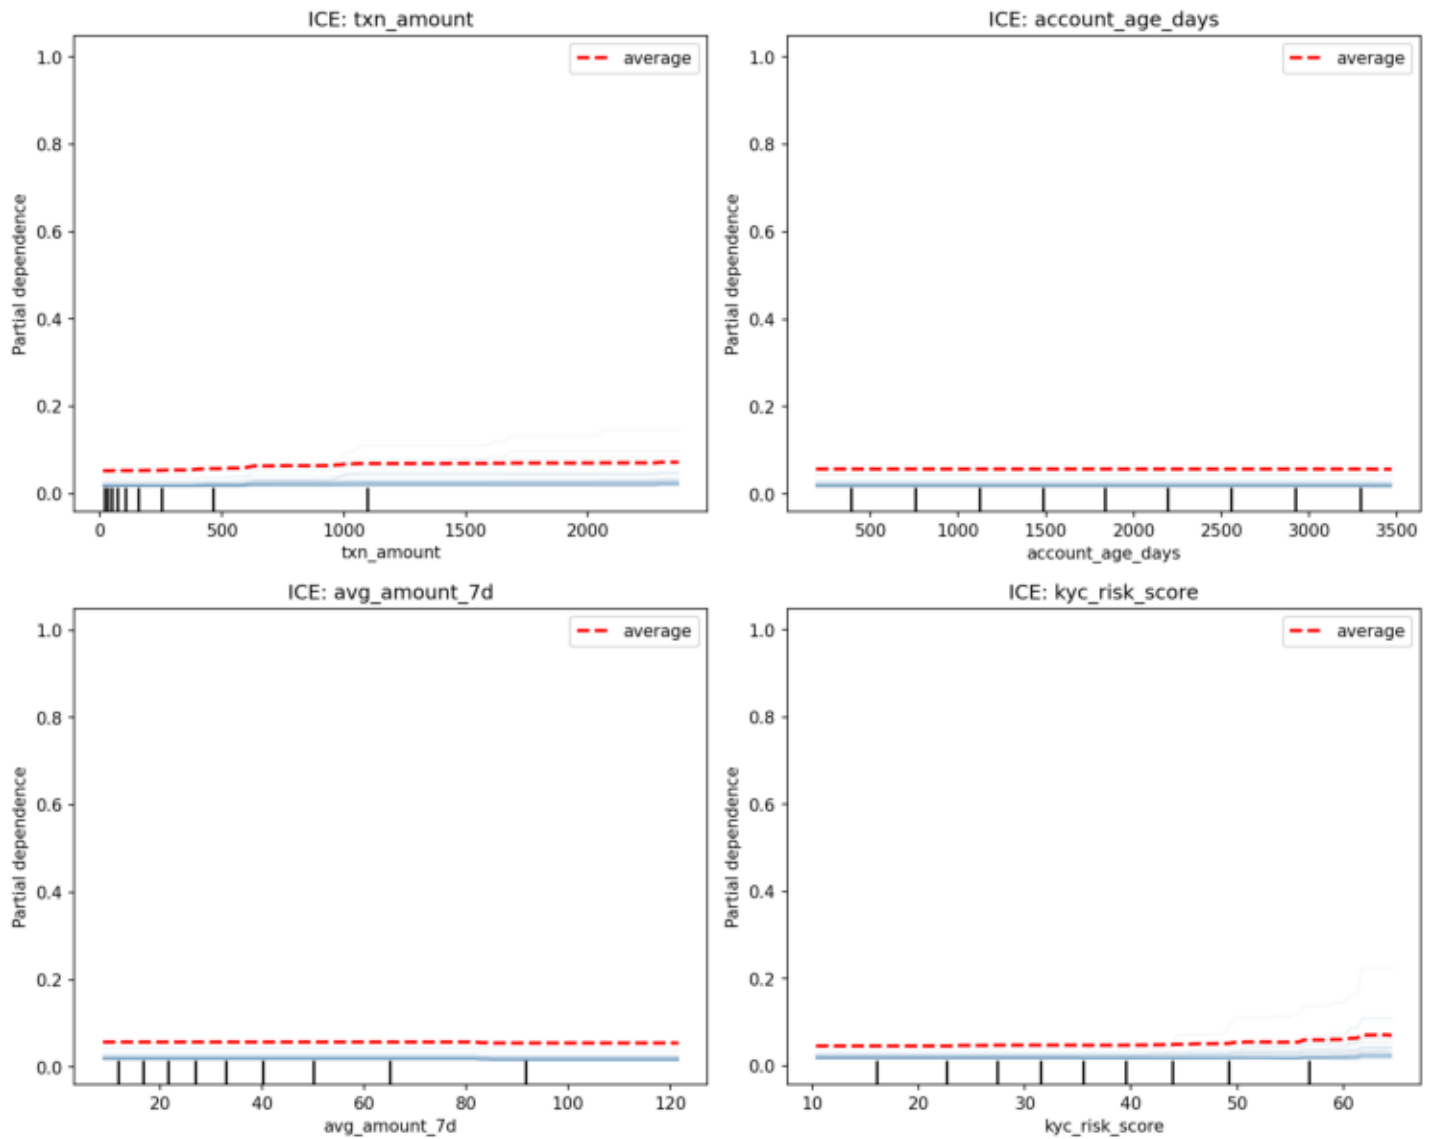 ICE: txn_amount
average
1.0
0.8
0.6
0.4
0.2
0.0
Partial dependence
0 500 1000 1500 2000
txn_amount
ICE: account_age_days
average
1.0
0.8
0.6
0.4
0.2
0.0
Partial dependence
500 1000 1500 2000 2500 3000 3500
account_age_days
ICE: avg_amount_7d
average
1.0
0.8
0.6
0.4
0.2
0.0
Partial dependence
20 40 60 80 100 120
avg_amount_7d
ICE: kyc_risk_score
average
1.0
0.8
0.6
0.4
0.2
0.0
Partial dependence
10 20 30 40 50 60
kyc_risk_score